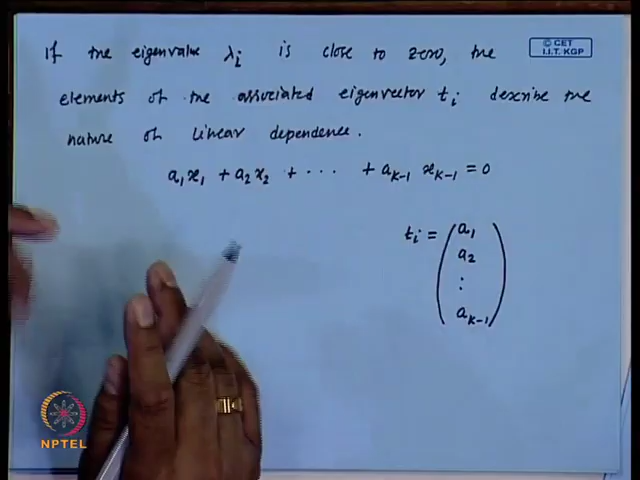 If the eigenvalue λi is close to zero, the
© CET
I.I.T. KGP
elements of the associated eigenvector ti describe the
nature of linear dependence.
a1x1 + a2x2 + ··· + aK-1 xK-1 = 0
ti = (a1
a2
:
aK-1)
NPTEL